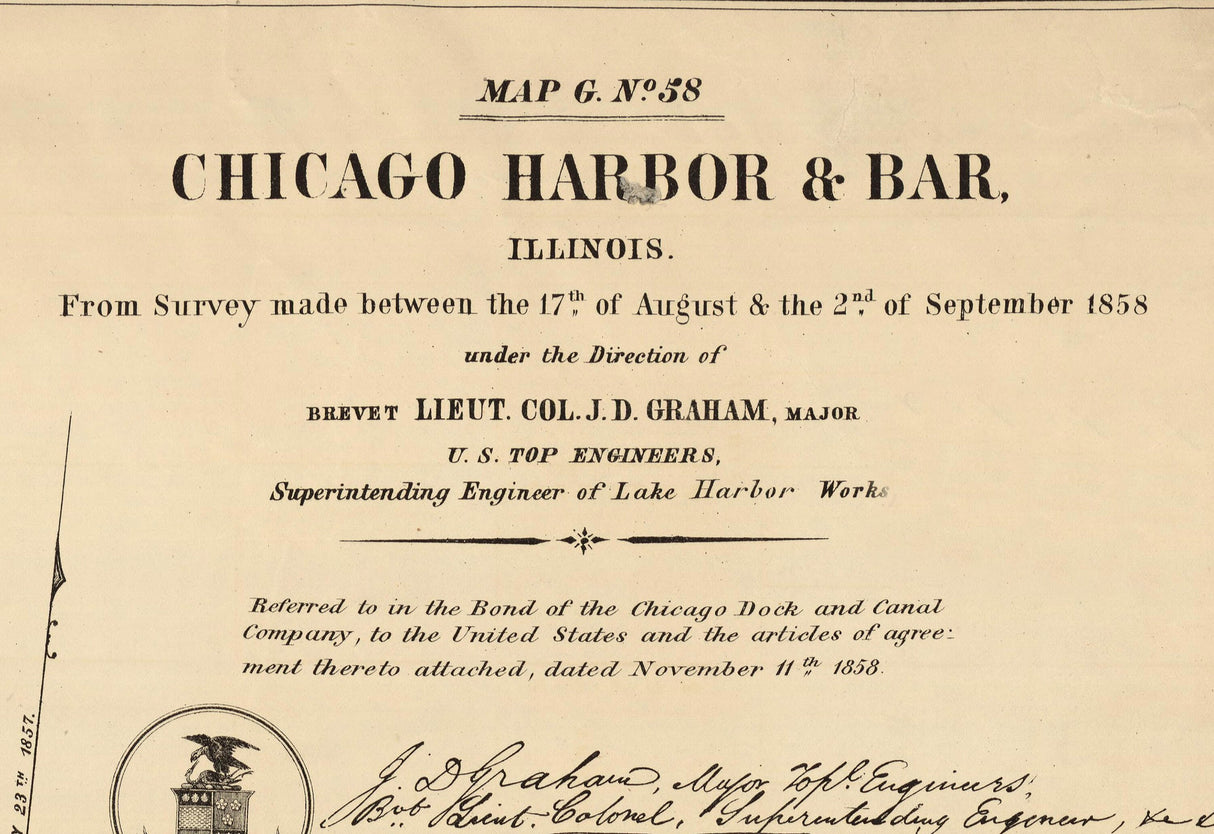 MAP G. Nº 58
CHICAGO HARBOR & BAR,
ILLINOIS.
From Survey made between the 17th of August & the 2nd of September 1858
under the Direction of
BREVET LIEUT. COL. J. D. GRAHAM, MAJOR
U. S. TOP ENGINEERS,
Superintending Engineer of Lake Harbor Works
Referred to in the Bond of the Chicago Dock and Canal
Company, to the United States and the articles of agree-
ment thereto attached, dated November 11th 1858.
23TH 1857.
J. D Graham, Major Topl. Engineers,
Bvt. Lieut. Colonel, Superintending Engineer, &c